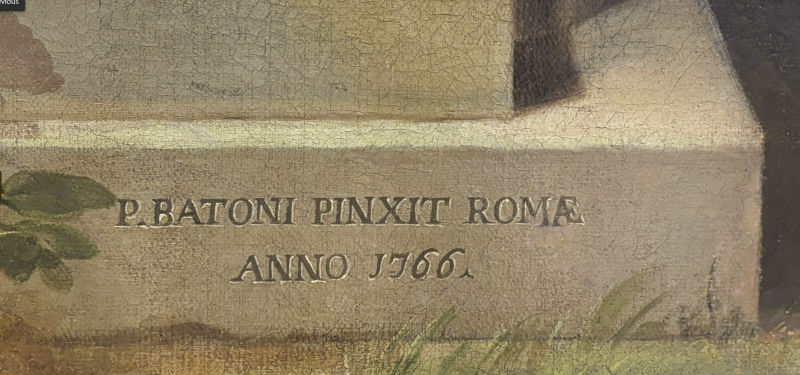 P. BATONI PINXIT ROMÆ
ANNO 1766.